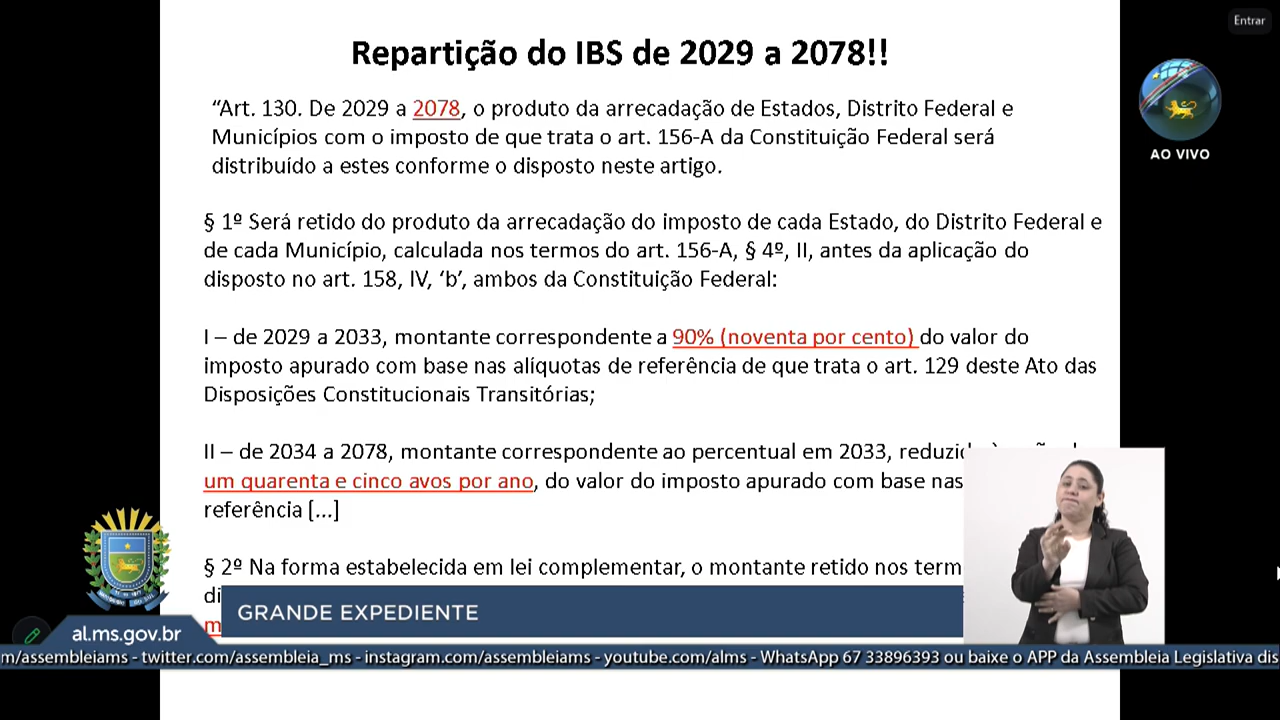 Entrar
Repartição do IBS de 2029 a 2078!!
“Art. 130. De 2029 a 2078, o produto da arrecadação de Estados, Distrito Federal e
Municípios com o imposto de que trata o art. 156-A da Constituição Federal será
distribuído a estes conforme o disposto neste artigo.
AO VIVO
§ 1º Será retido do produto da arrecadação do imposto de cada Estado, do Distrito Federal e
de cada Município, calculada nos termos do art. 156-A, § 4º, II, antes da aplicação do
disposto no art. 158, IV, ‘b’, ambos da Constituição Federal:
I – de 2029 a 2033, montante correspondente a 90% (noventa por cento) do valor do
imposto apurado com base nas alíquotas de referência de que trata o art. 129 deste Ato das
Disposições Constitucionais Transitórias;
II – de 2034 a 2078, montante correspondente ao percentual em 2033,
um quarenta e cinco avos por ano, do valor do imposto apurado com base nas
referência [...]
§ 2º Na forma estabelecida em lei complementar, o montante retido nos
GRANDE EXPEDIENTE
al.ms.gov.br
m/assembleiams - twitter.com/assembleia_ms - instagram.com/assembleiams - youtube.com/alms - WhatsApp 67 33896393 ou baixe o APP da Assembleia Legislativa dis